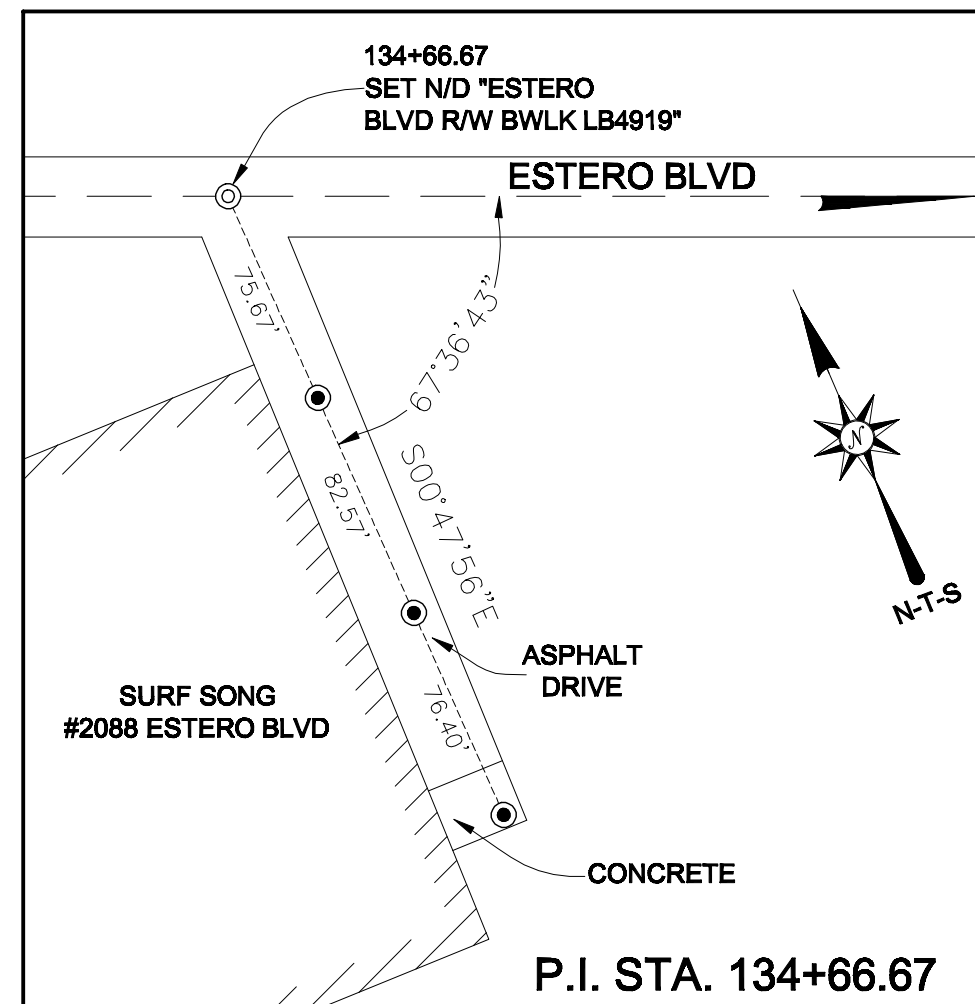 134+66.67
SET N/D "ESTERO
BLVD R/W BWLK LB4919"
ESTERO BLVD
75.67'
67°36'43"
82.57'
S00°47'56"E
N
N-T-S
ASPHALT
DRIVE
SURF SONG
#2088 ESTERO BLVD
76.40'
CONCRETE
P.I. STA. 134+66.67